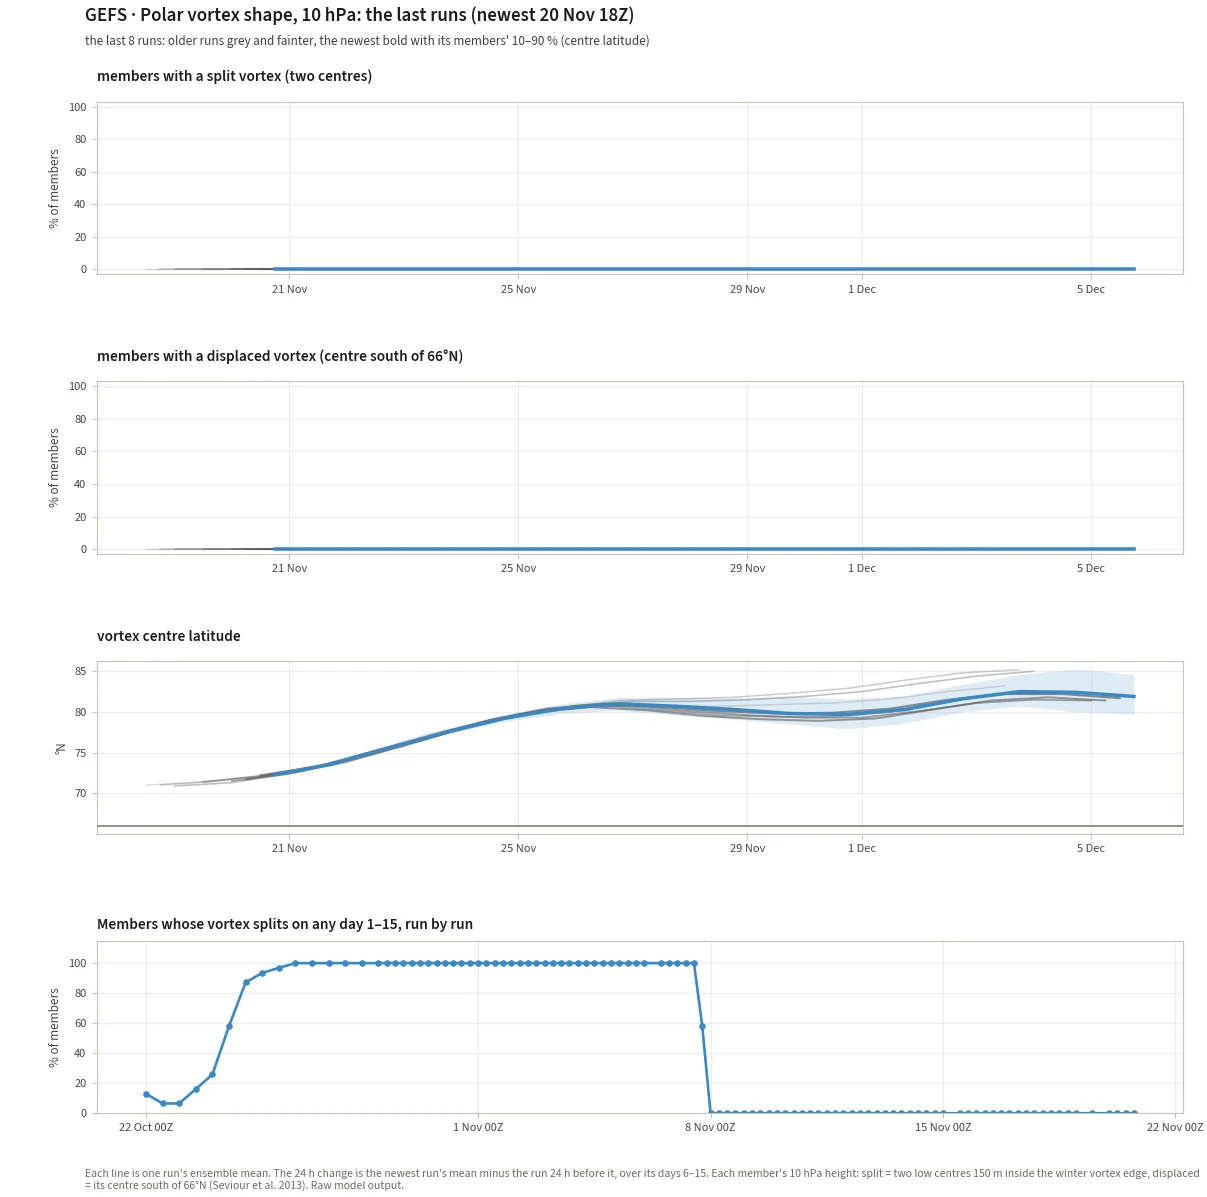 GEFS · Polar vortex shape, 10 hPa: the last runs (newest 20 Nov 18Z)
the last 8 runs: older runs grey and fainter, the newest bold with its members' 10–90 % (centre latitude)
members with a split vortex (two centres)
100
80
60
40
20
0
% of members
21 Nov
25 Nov
29 Nov
1 Dec
5 Dec
members with a displaced vortex (centre south of 66°N)
100
80
60
40
20
0
% of members
21 Nov
25 Nov
29 Nov
1 Dec
5 Dec
vortex centre latitude
85
80
75
70
°N
21 Nov
25 Nov
29 Nov
1 Dec
5 Dec
Members whose vortex splits on any day 1–15, run by run
100
80
60
40
20
0
% of members
22 Oct 00Z
1 Nov 00Z
8 Nov 00Z
15 Nov 00Z
22 Nov 00Z
Each line is one run's ensemble mean. The 24 h change is the newest run's mean minus the run 24 h before it, over its days 6–15. Each member's 10 hPa height: split = two low centres 150 m inside the winter vortex edge, displaced
= its centre south of 66°N (Seviour et al. 2013). Raw model output.